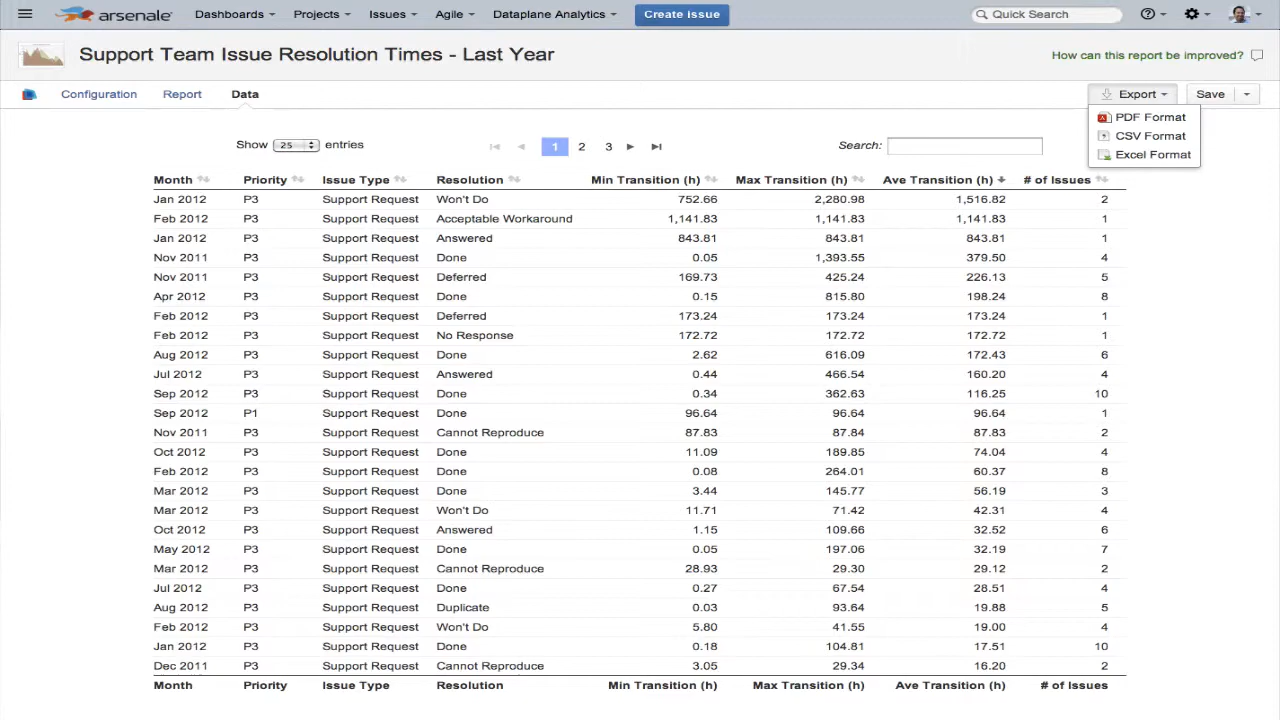 arsenale Dashboards Projects Issues Agile Dataplane Analytics Create issue Quick Search
Support Team Issue Resolution Times - Last Year How can this report be improved?
Configuration Report Data Export Save
PDF Format
CSV Format
Excel Format
Show 25 entries 1 2 3 Search:
Month Priority Issue Type Resolution Min Transition (h) Max Transition (h) Ave Transition (h) # of Issues
Jan 2012 P3 Support Request Won't Do 752.66 2,280.98 1,516.82 2
Feb 2012 P3 Support Request Acceptable Workaround 1,141.83 1,141.83 1,141.83 1
Jan 2012 P3 Support Request Answered 843.81 843.81 843.81 1
Nov 2011 P3 Support Request Done 0.05 1,393.55 379.50 4
Nov 2011 P3 Support Request Deferred 169.73 425.24 226.13 5
Apr 2012 P3 Support Request Done 0.15 815.80 198.24 8
Feb 2012 P3 Support Request Deferred 173.24 173.24 173.24 1
Feb 2012 P3 Support Request No Response 172.72 172.72 172.72 1
Aug 2012 P3 Support Request Done 2.62 616.09 172.43 6
Jul 2012 P3 Support Request Answered 0.44 466.54 160.20 4
Sep 2012 P3 Support Request Done 0.34 362.63 116.25 10
Sep 2012 P1 Support Request Done 96.64 96.64 96.64 1
Nov 2011 P3 Support Request Cannot Reproduce 87.83 87.84 87.83 2
Oct 2012 P3 Support Request Done 11.09 189.85 74.04 4
Feb 2012 P3 Support Request Done 0.08 264.01 60.37 8
Mar 2012 P3 Support Request Done 3.44 145.77 56.19 3
Mar 2012 P3 Support Request Won't Do 11.71 71.42 42.31 4
Oct 2012 P3 Support Request Answered 1.15 109.66 32.52 6
May 2012 P3 Support Request Done 0.05 197.06 32.19 7
Mar 2012 P3 Support Request Cannot Reproduce 28.93 29.30 29.12 2
Jul 2012 P3 Support Request Done 0.27 67.54 28.51 4
Aug 2012 P3 Support Request Duplicate 0.03 93.64 19.88 5
Feb 2012 P3 Support Request Won't Do 5.80 41.55 19.00 4
Jan 2012 P3 Support Request Done 0.18 104.81 17.51 10
Dec 2011 P3 Support Request Cannot Reproduce 3.05 29.34 16.20 2
Month Priority Issue Type Resolution Min Transition (h) Max Transition (h) Ave Transition (h) # of Issues